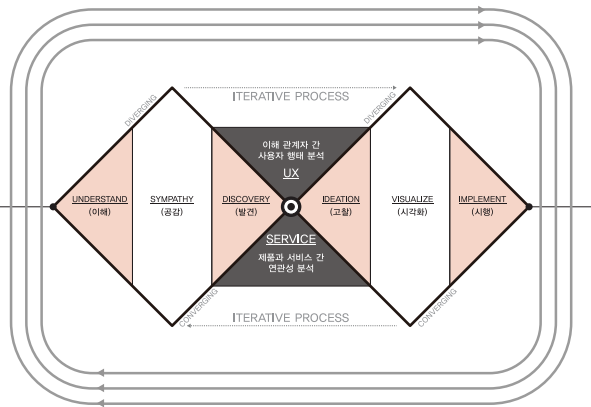 DIVERGING
ITERATIVE PROCESS
DIVERGING
이해 관계자 간
사용자 행태 분석
UX
UNDERSTAND
(이해)
SYMPATHY
(공감)
DISCOVERY
(발견)
IDEATION
(고찰)
VISUALIZE
(시각화)
IMPLEMENT
(시행)
SERVICE
제품과 서비스 간
연관성 분석
CONVERGING
ITERATIVE PROCESS
CONVERGING